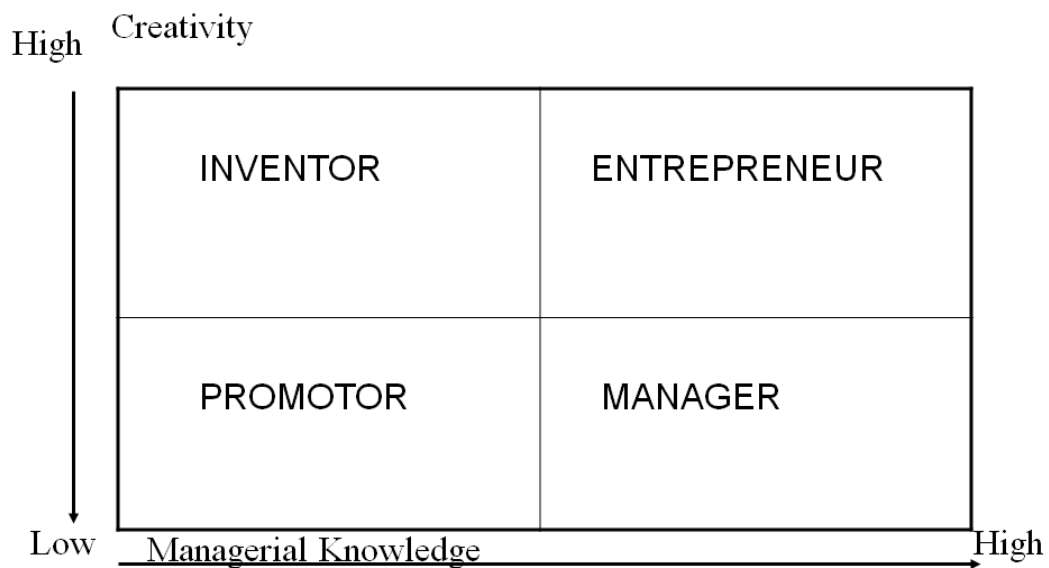 Creativity
High
INVENTOR
ENTREPRENEUR
PROMOTOR
MANAGER
Low
Managerial Knowledge
High